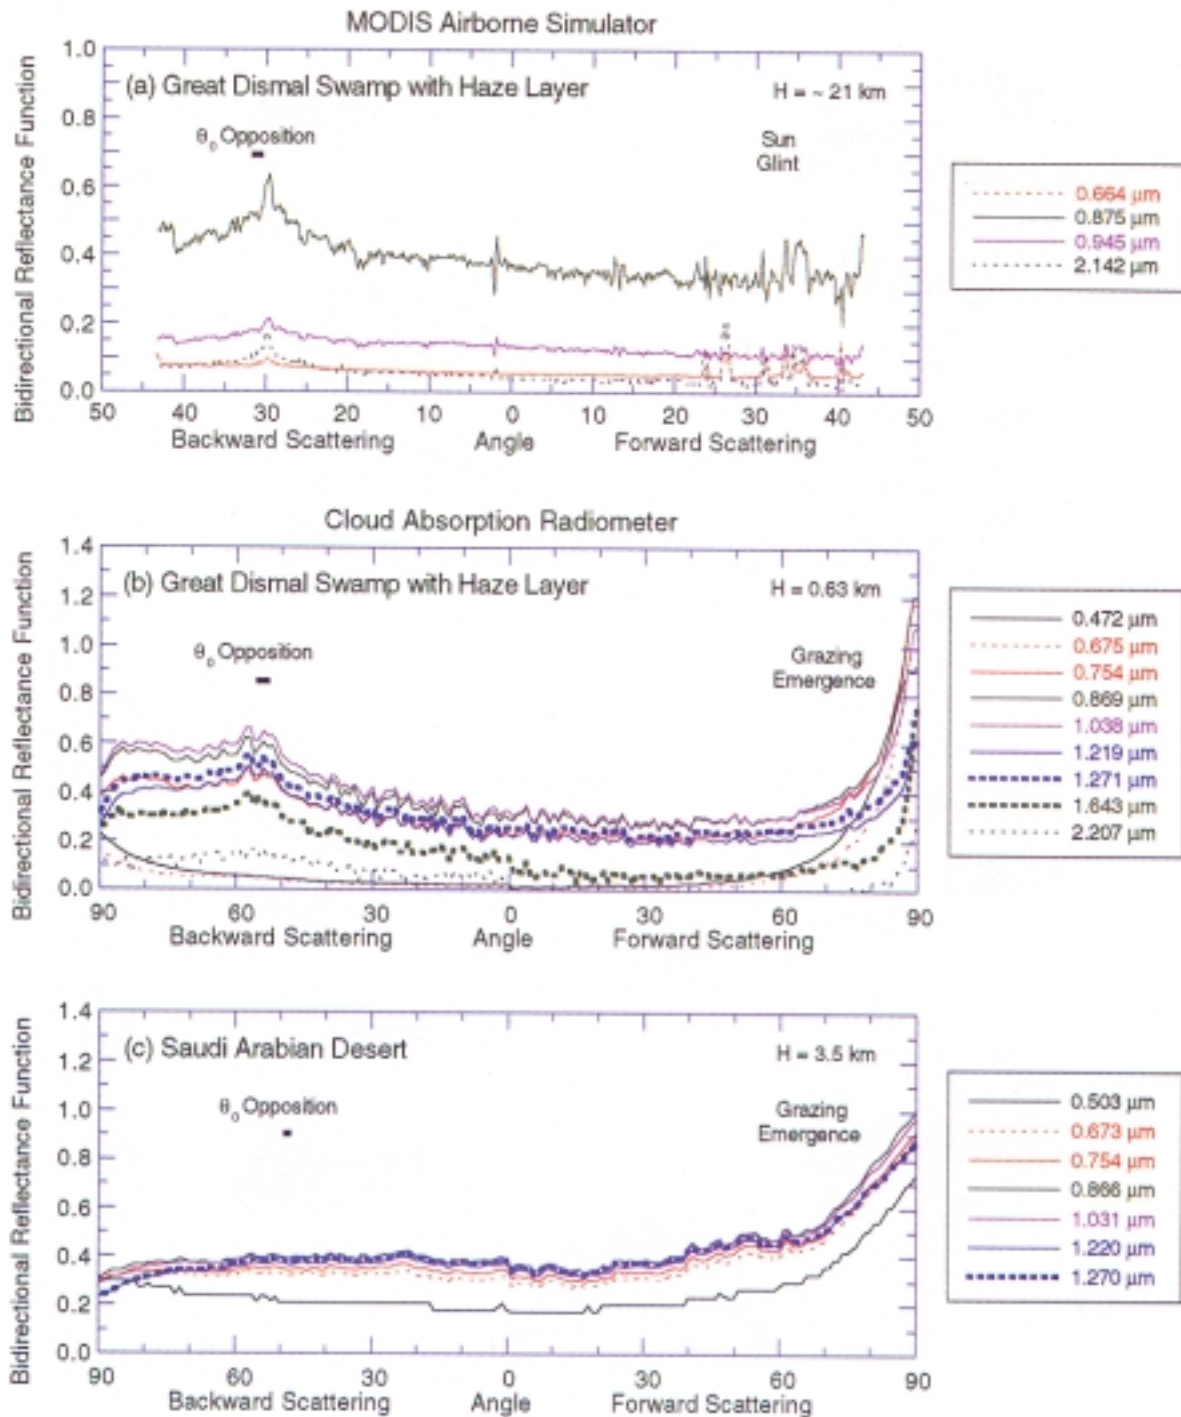 MODIS Airborne Simulator
Bidirectional Reflectance Function
1.0
0.8
0.6
0.4
0.2
0.0
(a) Great Dismal Swamp with Haze Layer
H = ~ 21 km
θ0 Opposition
Sun
Glint
50 40 30 20 10 0 10 20 30 40 50
Backward Scattering Angle Forward Scattering
0.664 µm
0.875 µm
0.945 µm
2.142 µm
Cloud Absorption Radiometer
Bidirectional Reflectance Function
1.4
1.2
1.0
0.8
0.6
0.4
0.2
0.0
(b) Great Dismal Swamp with Haze Layer
H = 0.63 km
θ0 Opposition
Grazing
Emergence
90 60 30 0 30 60 90
Backward Scattering Angle Forward Scattering
0.472 µm
0.675 µm
0.754 µm
0.869 µm
1.038 µm
1.219 µm
1.271 µm
1.643 µm
2.207 µm
Bidirectional Reflectance Function
1.4
1.2
1.0
0.8
0.6
0.4
0.2
0.0
(c) Saudi Arabian Desert
H = 3.5 km
θ0 Opposition
Grazing
Emergence
90 60 30 0 30 60 90
Backward Scattering Angle Forward Scattering
0.503 µm
0.673 µm
0.754 µm
0.866 µm
1.031 µm
1.220 µm
1.270 µm